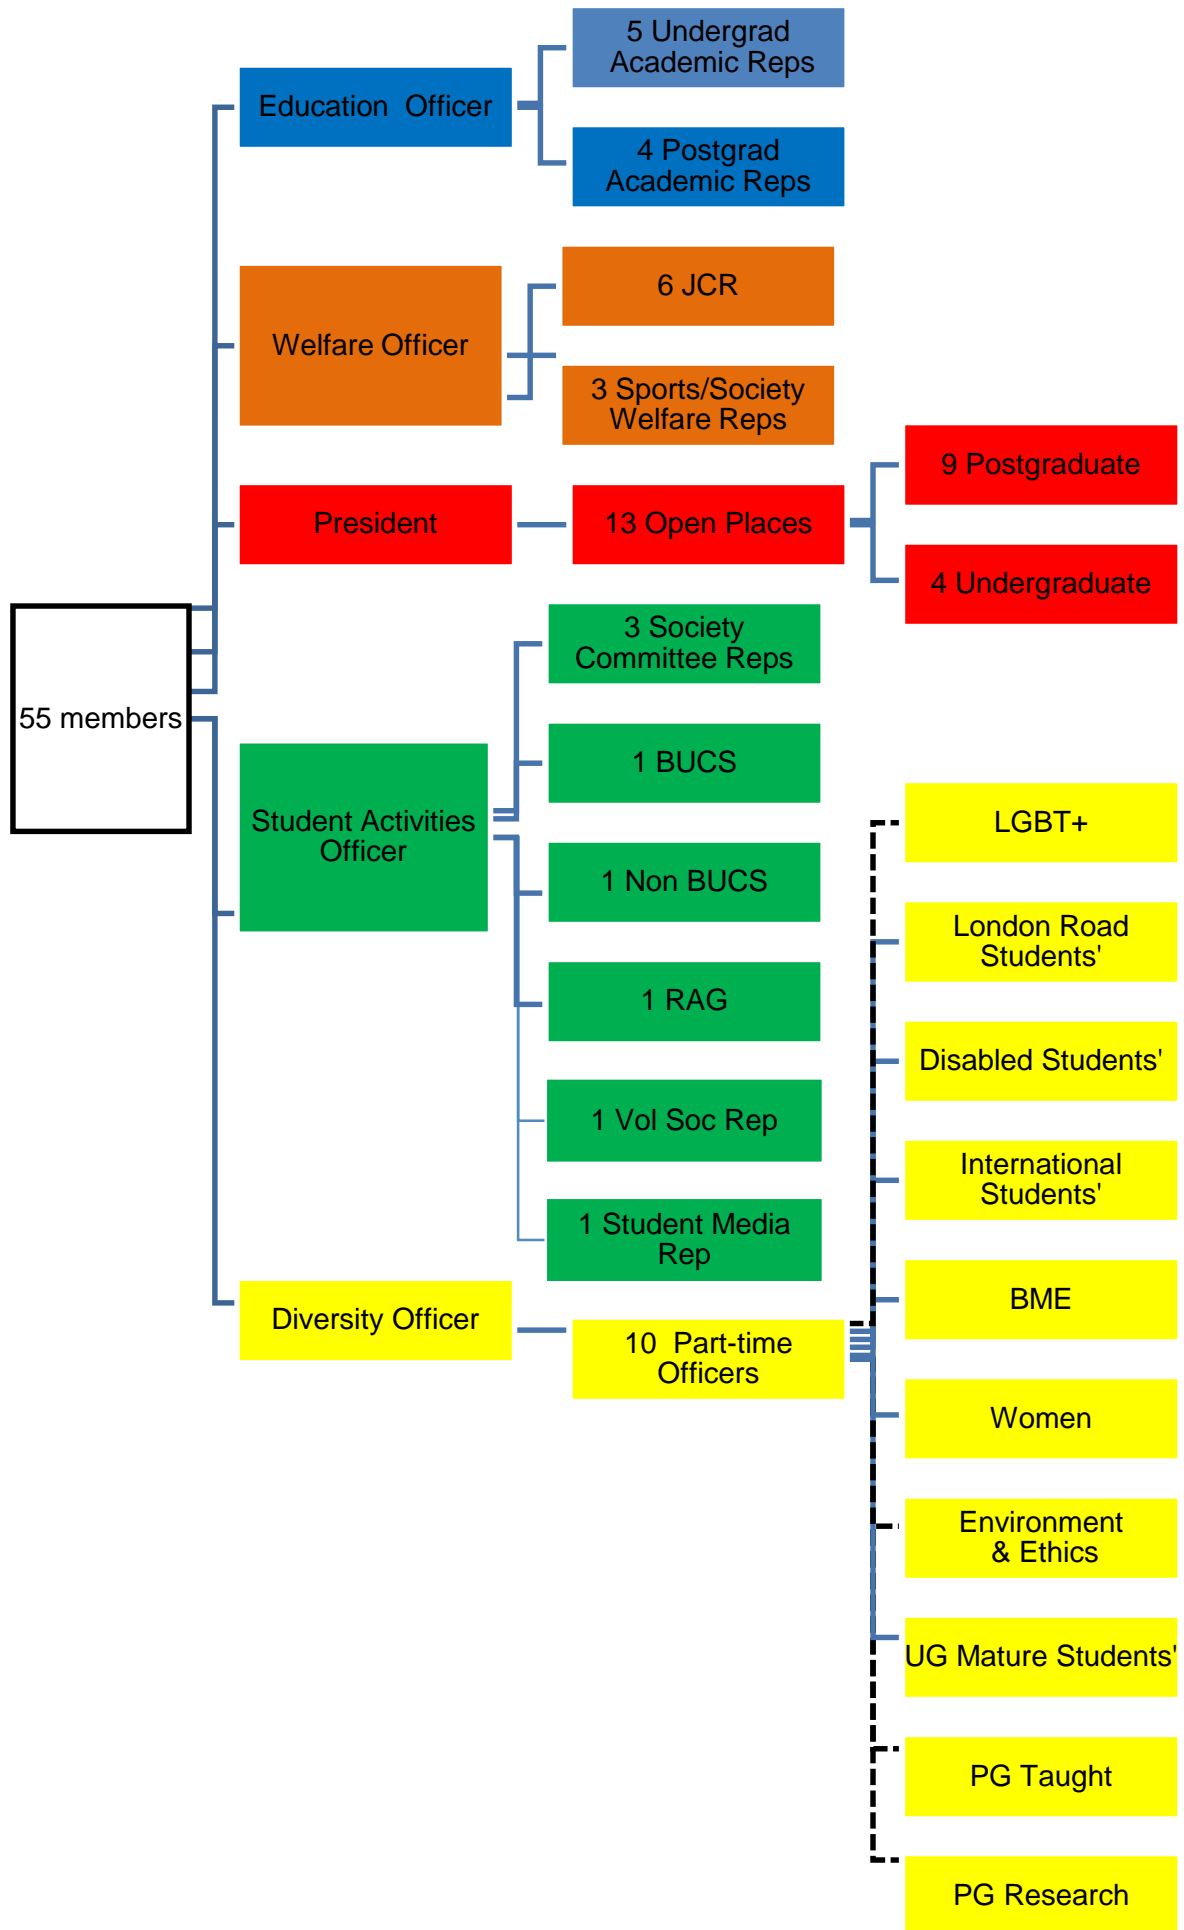 55 members
Education  Officer
5 Undergrad
Academic Reps
4 Postgrad
Academic Reps
Welfare Officer
6 JCR
3 Sports/Society
Welfare Reps
President
13 Open Places
9 Postgraduate
4 Undergraduate
Student Activities
Officer
3 Society
Committee Reps
1 BUCS
1 Non BUCS
1 RAG
1 Vol Soc Rep
1 Student Media
Rep
Diversity Officer
10  Part-time
Officers
LGBT+
London Road
Students'
Disabled Students'
International
Students'
BME
Women
Environment
& Ethics
UG Mature Students'
PG Taught
PG Research